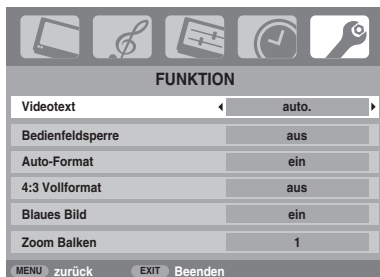 FUNKTION
Videotext auto.
Bedienfeldsperre aus
Auto-Format ein
4:3 Vollformat aus
Blaues Bild ein
Zoom Balken 1
MENU zurück EXIT Beenden